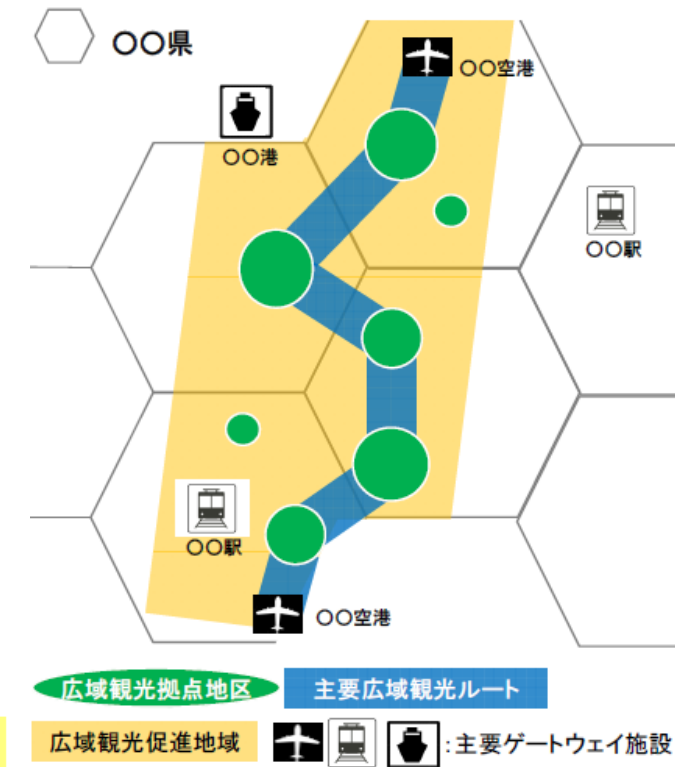 〇〇県
〇〇空港
〇〇港
〇〇駅
〇〇駅
〇〇空港
広域観光拠点地区
主要広域観光ルート
広域観光促進地域
:主要ゲートウェイ施設